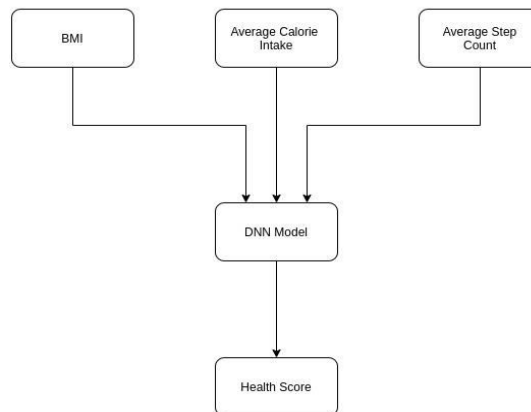 BMI
Average Calorie
Intake
Average Step
Count
DNN Model
Health Score